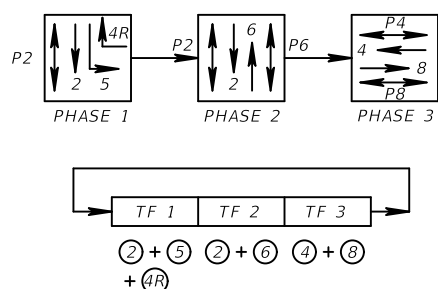 4R
P2
2 5
PHASE 1
P2
6
2
P6
PHASE 2
P4
4
8
P8
PHASE 3
TF 1 TF 2 TF 3
2 + 5 2 + 6 4 + 8
+ 4R